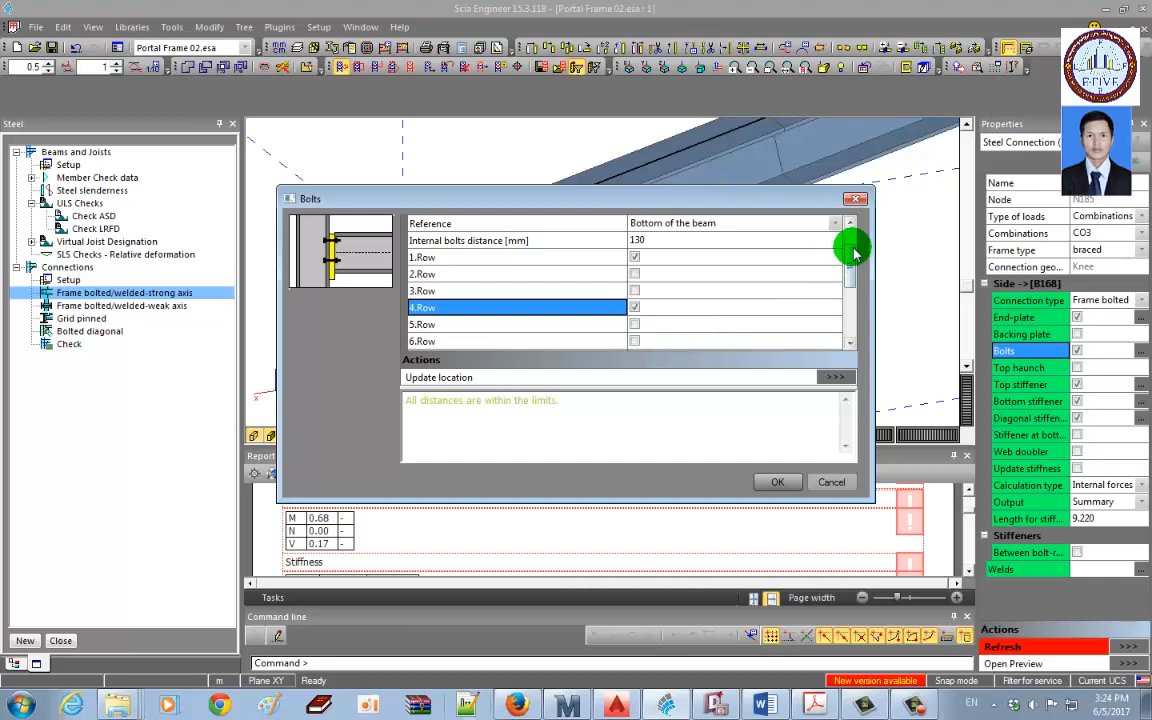 Scia Engineer 15.3.118 - [Portal Frame 02.esa : 1]
File Edit View Libraries Tools Modify Tree Plugins Setup Window Help
Portal Frame 02.esa
0.5 1
Steel
Beams and Joists
Setup
Member Check data
Steel slenderness
ULS Checks
Check ASD
Check LRFD
Virtual Joist Designation
SLS Checks - Relative deformation
Connections
Setup
Frame bolted/welded-strong axis
Frame bolted/welded-weak axis
Grid pinned
Bolted diagonal
Check
New Close
Bolts
Reference Bottom of the beam
Internal bolts distance [mm] 130
1.Row
2.Row
3.Row
4.Row
5.Row
6.Row
Actions
Update location >>>
All distances are within the limits.
OK Cancel
M 0.68 -
N 0.00 -
V 0.17 -
Stiffness
Tasks Page width
Command line
Command >
Properties
Steel Connection (
Name
Node N185
Type of loads Combinations
Combinations CO3
Frame type braced
Connection geo... Knee
Side ->[B168]
Connection type Frame bolted
End-plate
Backing plate
Bolts
Top haunch
Top stiffener
Bottom stiffener
Diagonal stiffen...
Stiffener at bott...
Web doubler
Update stiffness
Calculation type Internal forces
Output Summary
Length for stiff... 9.220
Stiffeners
Between bolt-r...
Welds
Actions
Refresh >>>
Open Preview >>>
m Plane XY Ready New version available Snap mode Filter for service Current UCS
EN 3:24 PM
6/5/2017